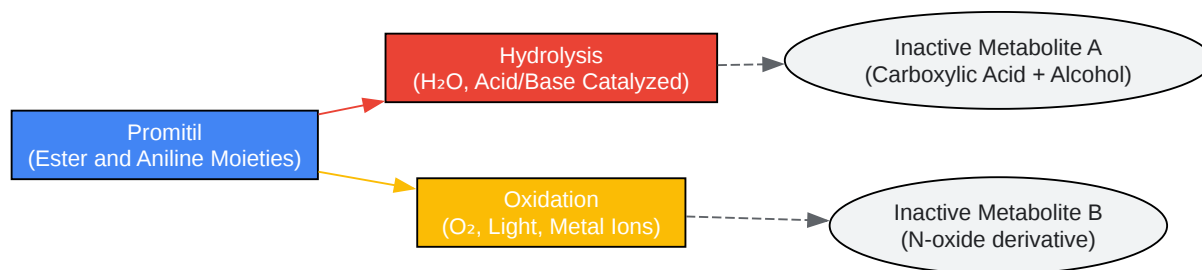 Promitil
(Ester and Aniline Moieties)
Hydrolysis
(H₂O, Acid/Base Catalyzed)
Inactive Metabolite A
(Carboxylic Acid + Alcohol)
Oxidation
(O₂, Light, Metal Ions)
Inactive Metabolite B
(N-oxide derivative)